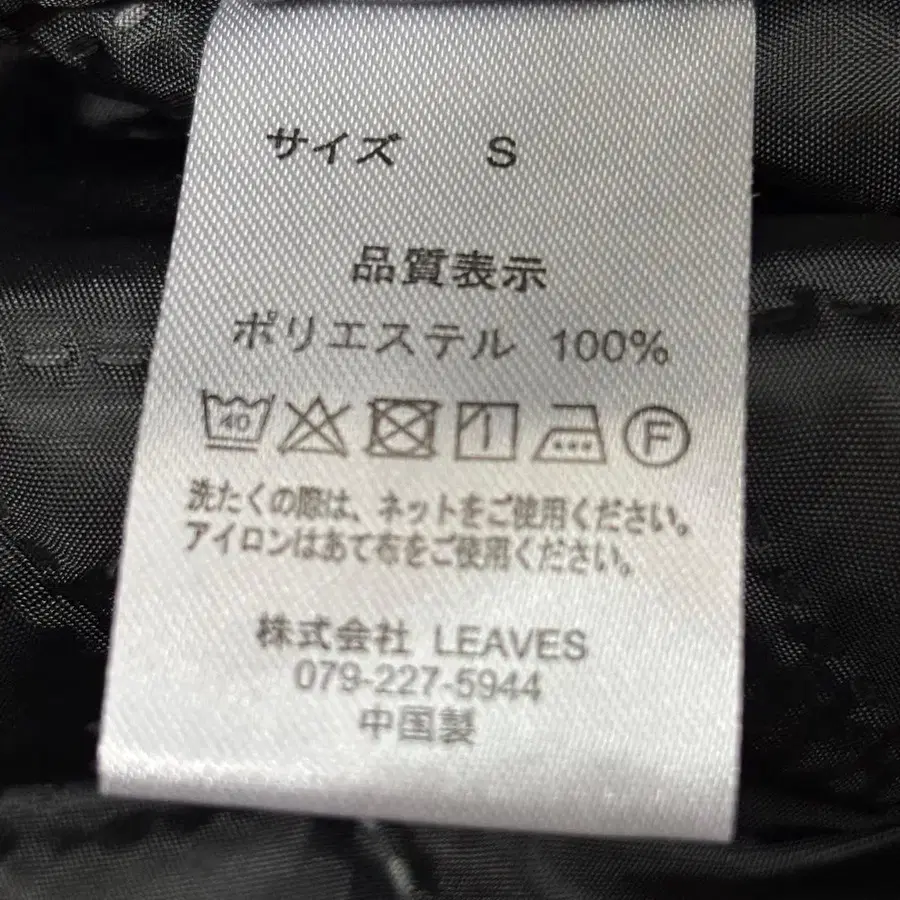 サイズ S
品質表示
ポリエステル 100%
40 F
洗たくの際は、ネットをご使用ください。
アイロンはあて布をご使用ください。
株式会社 LEAVES
079-227-5944
中国製